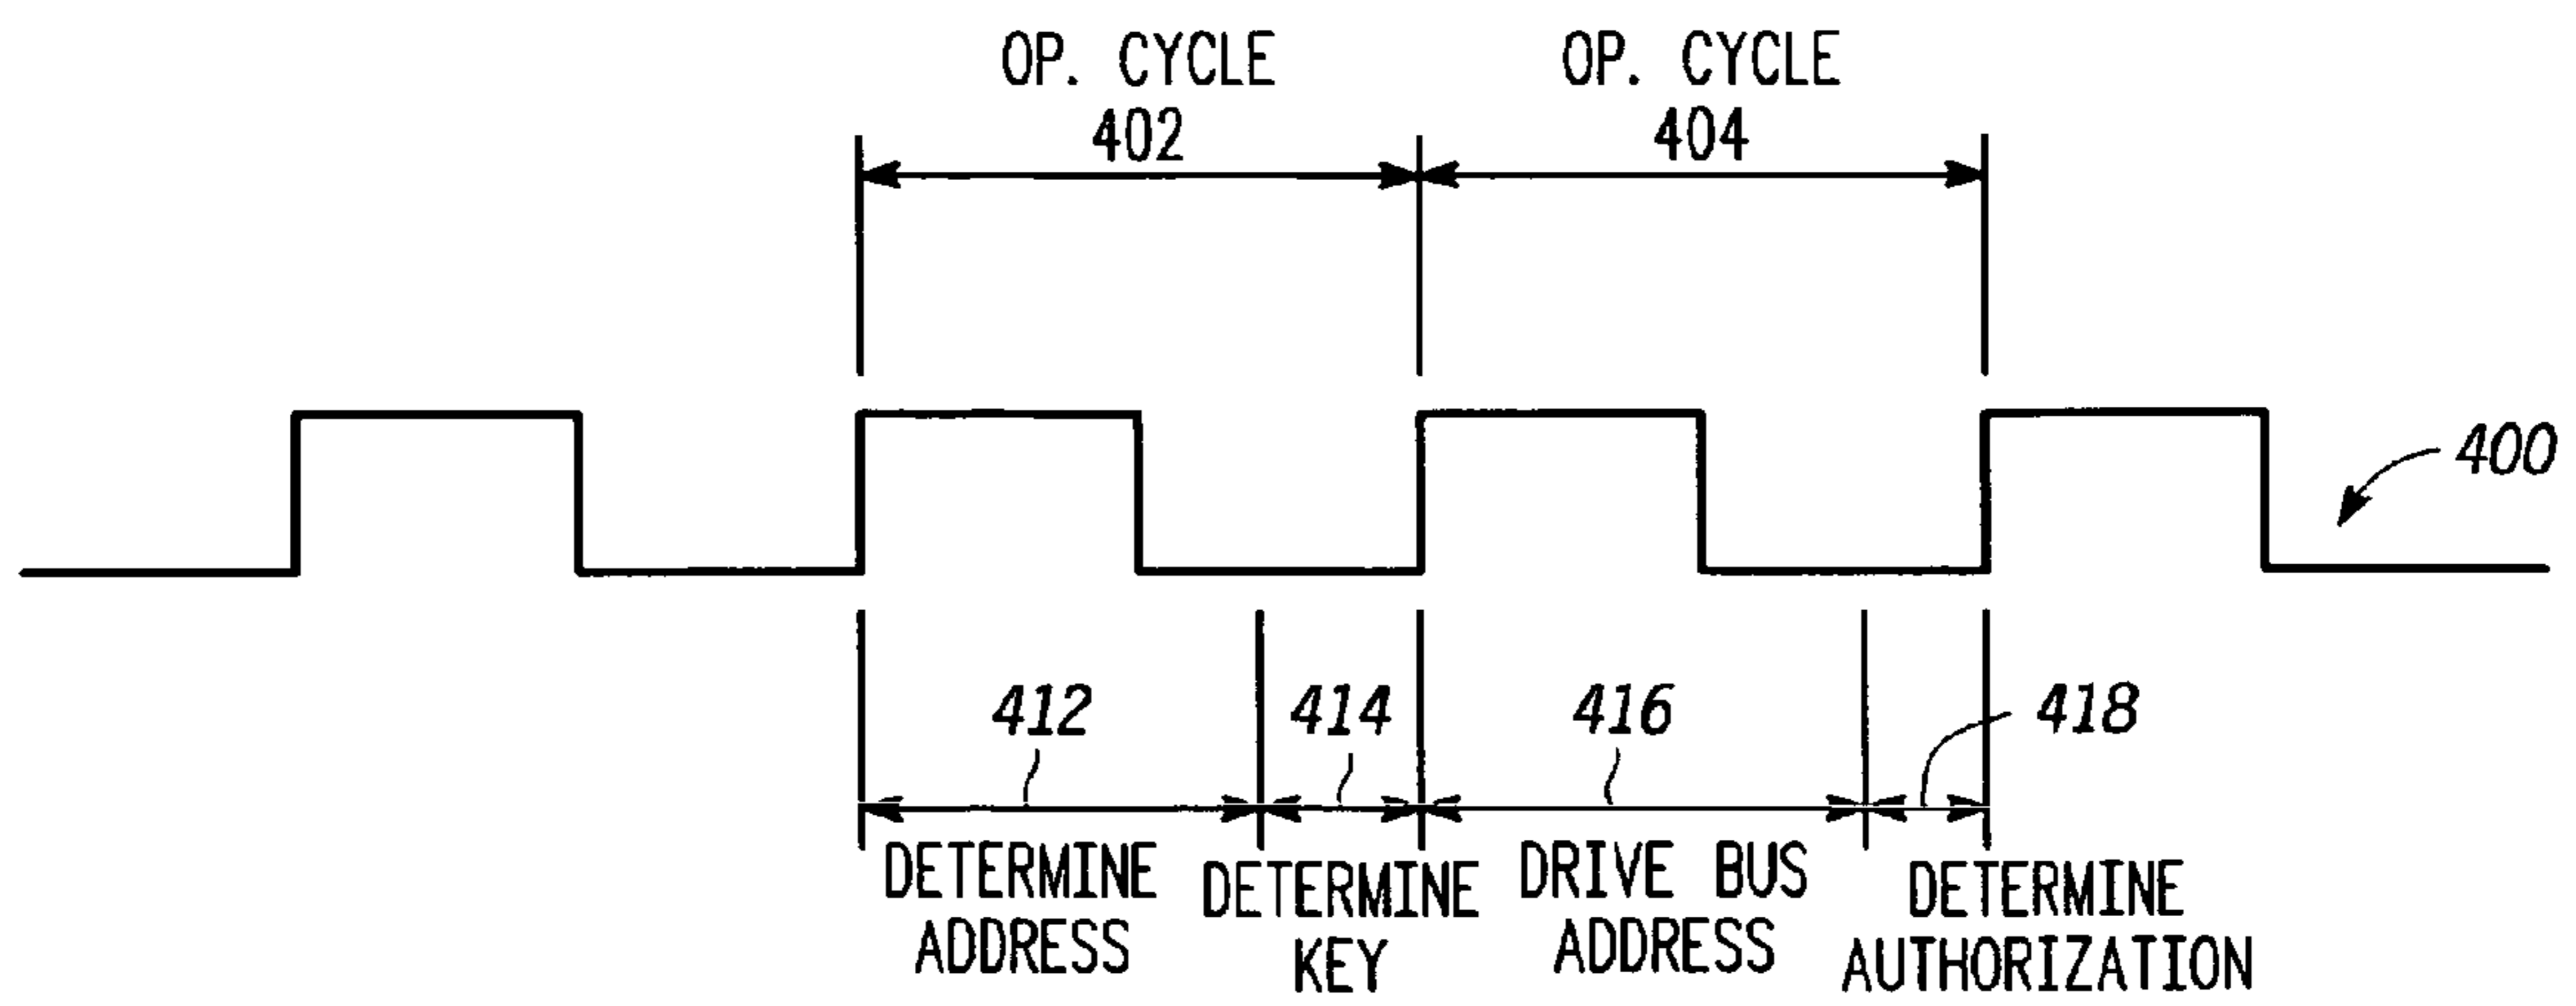 OP. CYCLE
402
OP. CYCLE
404
400
412
414
416
418
DETERMINE
ADDRESS
DETERMINE
KEY
DRIVE BUS
ADDRESS
DETERMINE
AUTHORIZATION